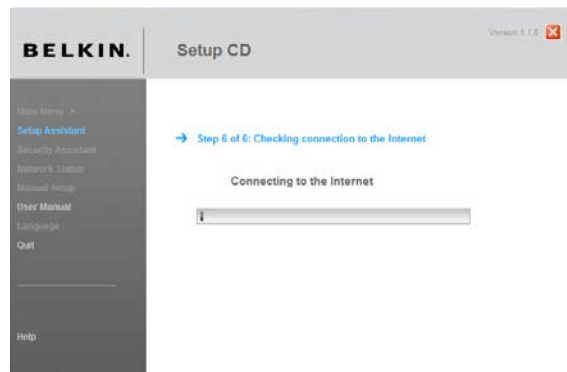 BELKIN.
Setup CD
Version 1.1.0
Main Menu >
Setup Assistant
Security Assistant
Network Status
Manual Setup
User Manual
Language
Quit
Help
Step 6 of 6: Checking connection to the Internet
Connecting to the Internet